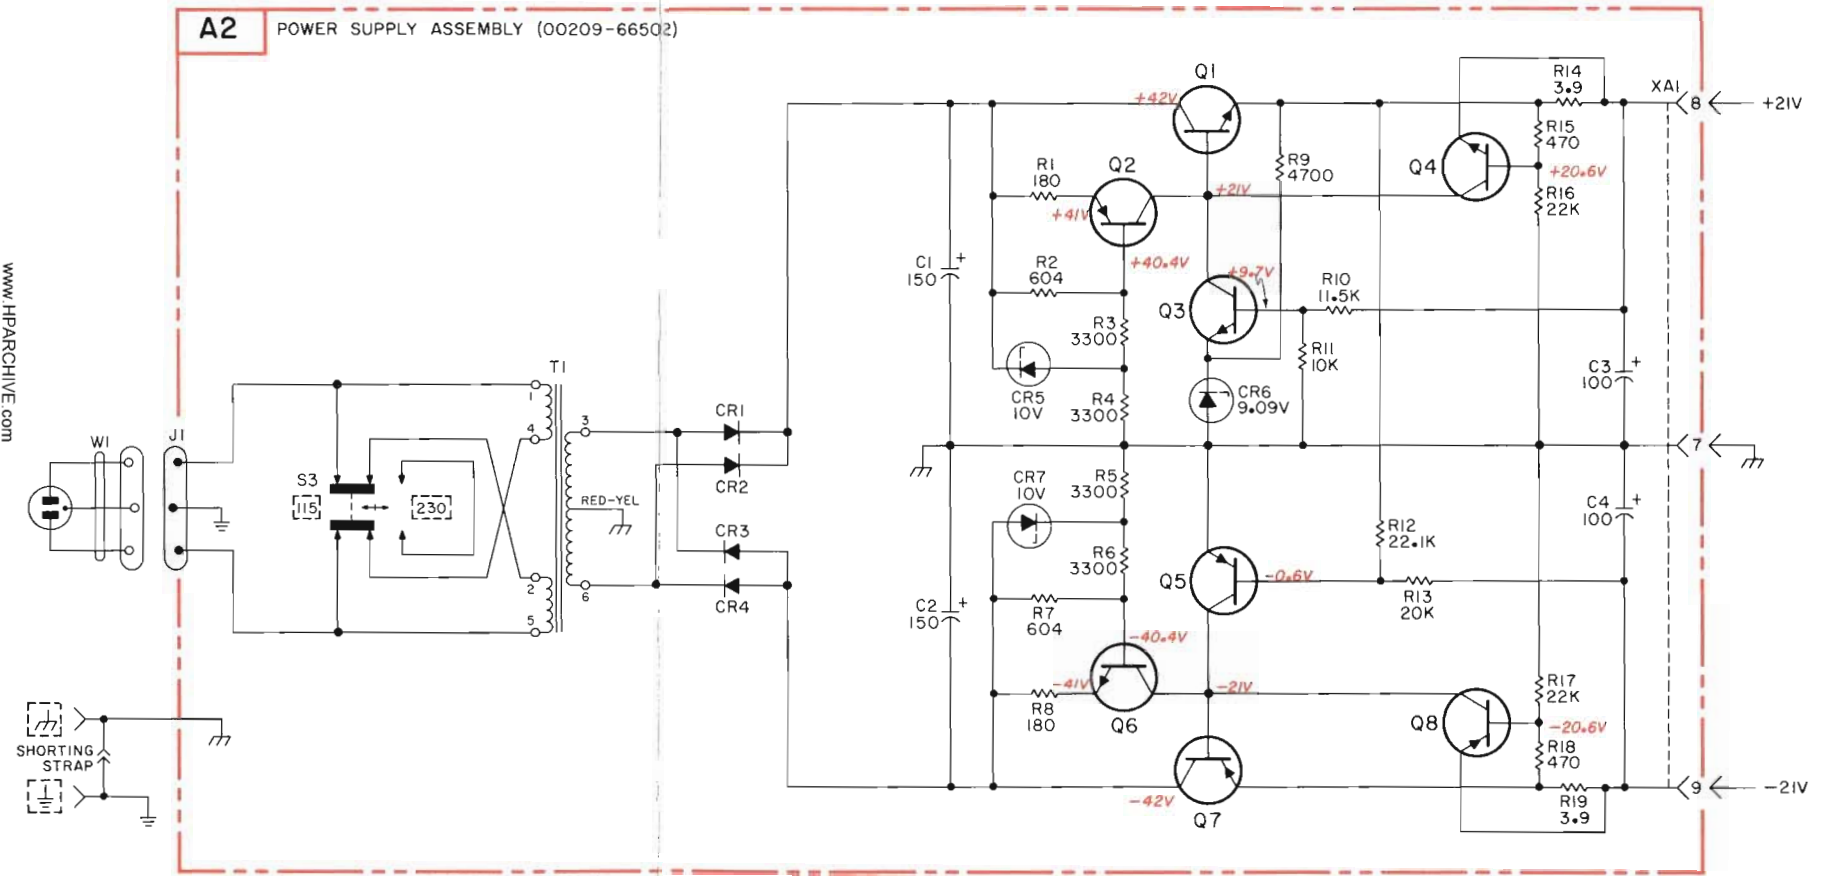 A2
POWER SUPPLY ASSEMBLY (00209-66502)
www.HPARCHIVE.com
W1
J1
S3
115
230
T1
1
4
2
5
3
6
RED-YEL
CR1
CR2
CR3
CR4
C1
150
+
C2
150
+
R1
180
+41V
Q2
+40.4V
R2
604
R3
3300
CR5
10V
R4
3300
CR7
10V
R5
3300
R6
3300
R7
604
-40.4V
-41V
R8
180
Q6
Q1
+42V
+21V
R9
4700
Q3
+9.7V
R10
11.5K
R11
10K
CR6
9.09V
Q5
-0.6V
R12
22.1K
R13
20K
-21V
-42V
Q7
Q4
R14
3.9
R15
470
+20.6V
R16
22K
C3
100
+
C4
100
+
R17
22K
-20.6V
R18
470
Q8
R19
3.9
XA1
8
+21V
7
9
-21V
SHORTING
STRAP